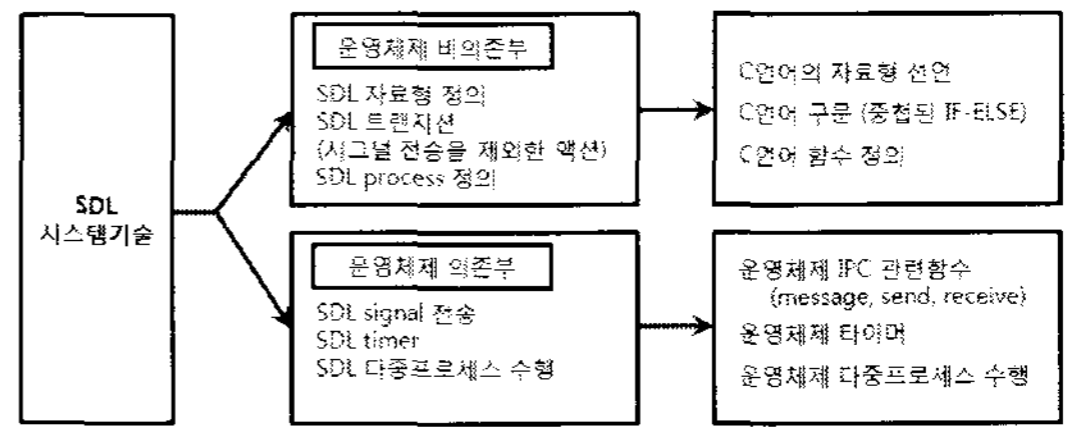 SDL
시스템기술
운영체제 비의존부
SDL 자료형 정의
SDL 트랜지션
(시그널 전송을 제외한 액션)
SDL process 정의
C언어의 자료형 선언
C언어 구문 (중첩된 IF-ELSE)
C언어 함수 정의
운영체제 의존부
SDL signal 전송
SDL timer
SDL 다중프로세스 수행
운영체제 IPC 관련함수
(message, send, receive)
운영체제 타이머
운영체제 다중프로세스 수행